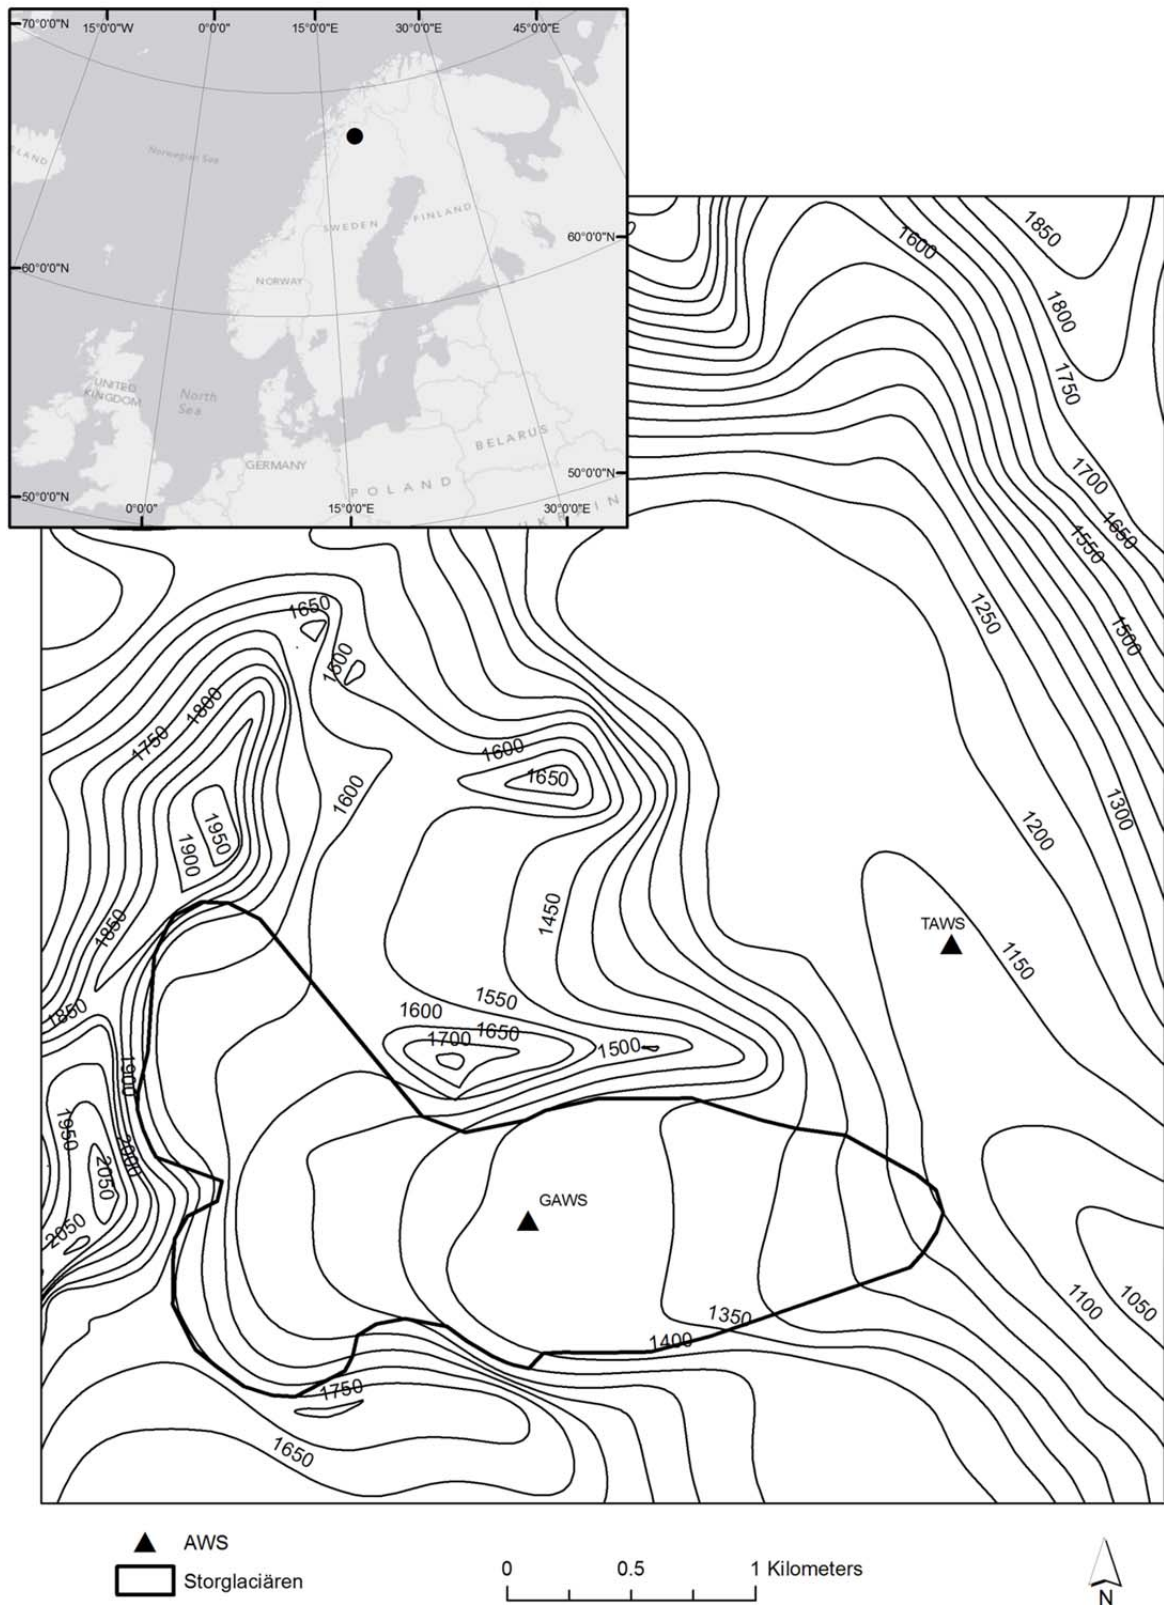 70°0'0"N
15°0'0"W
0°0'0"
15°0'0"E
30°0'0"E
45°0'0"E
LAND
Norwegian Sea
SWEDEN
FINLAND
60°0'0"N
60°0'0"N
NORWAY
UNITED
KINGDOM
North
Sea
BELARUS
GERMANY
POLAND
50°0'0"N
50°0'0"N
UKRAIN
0°0'0"
15°0'0"E
30°0'0"E
0
1850
1600
1800
1750
1700
1650
1550
1250
1500
1650
1500
1800
1750
1600
1650
1600
1300
1200
1950
1900
1450
1850
TAWS
1150
1550
1850
1600
1650
1700
1500
1900
1950
2000
2050
GAWS
2050
1100
1050
1350
1400
1750
1650
AWS
Storglaciären
0 0.5 1 Kilometers
N